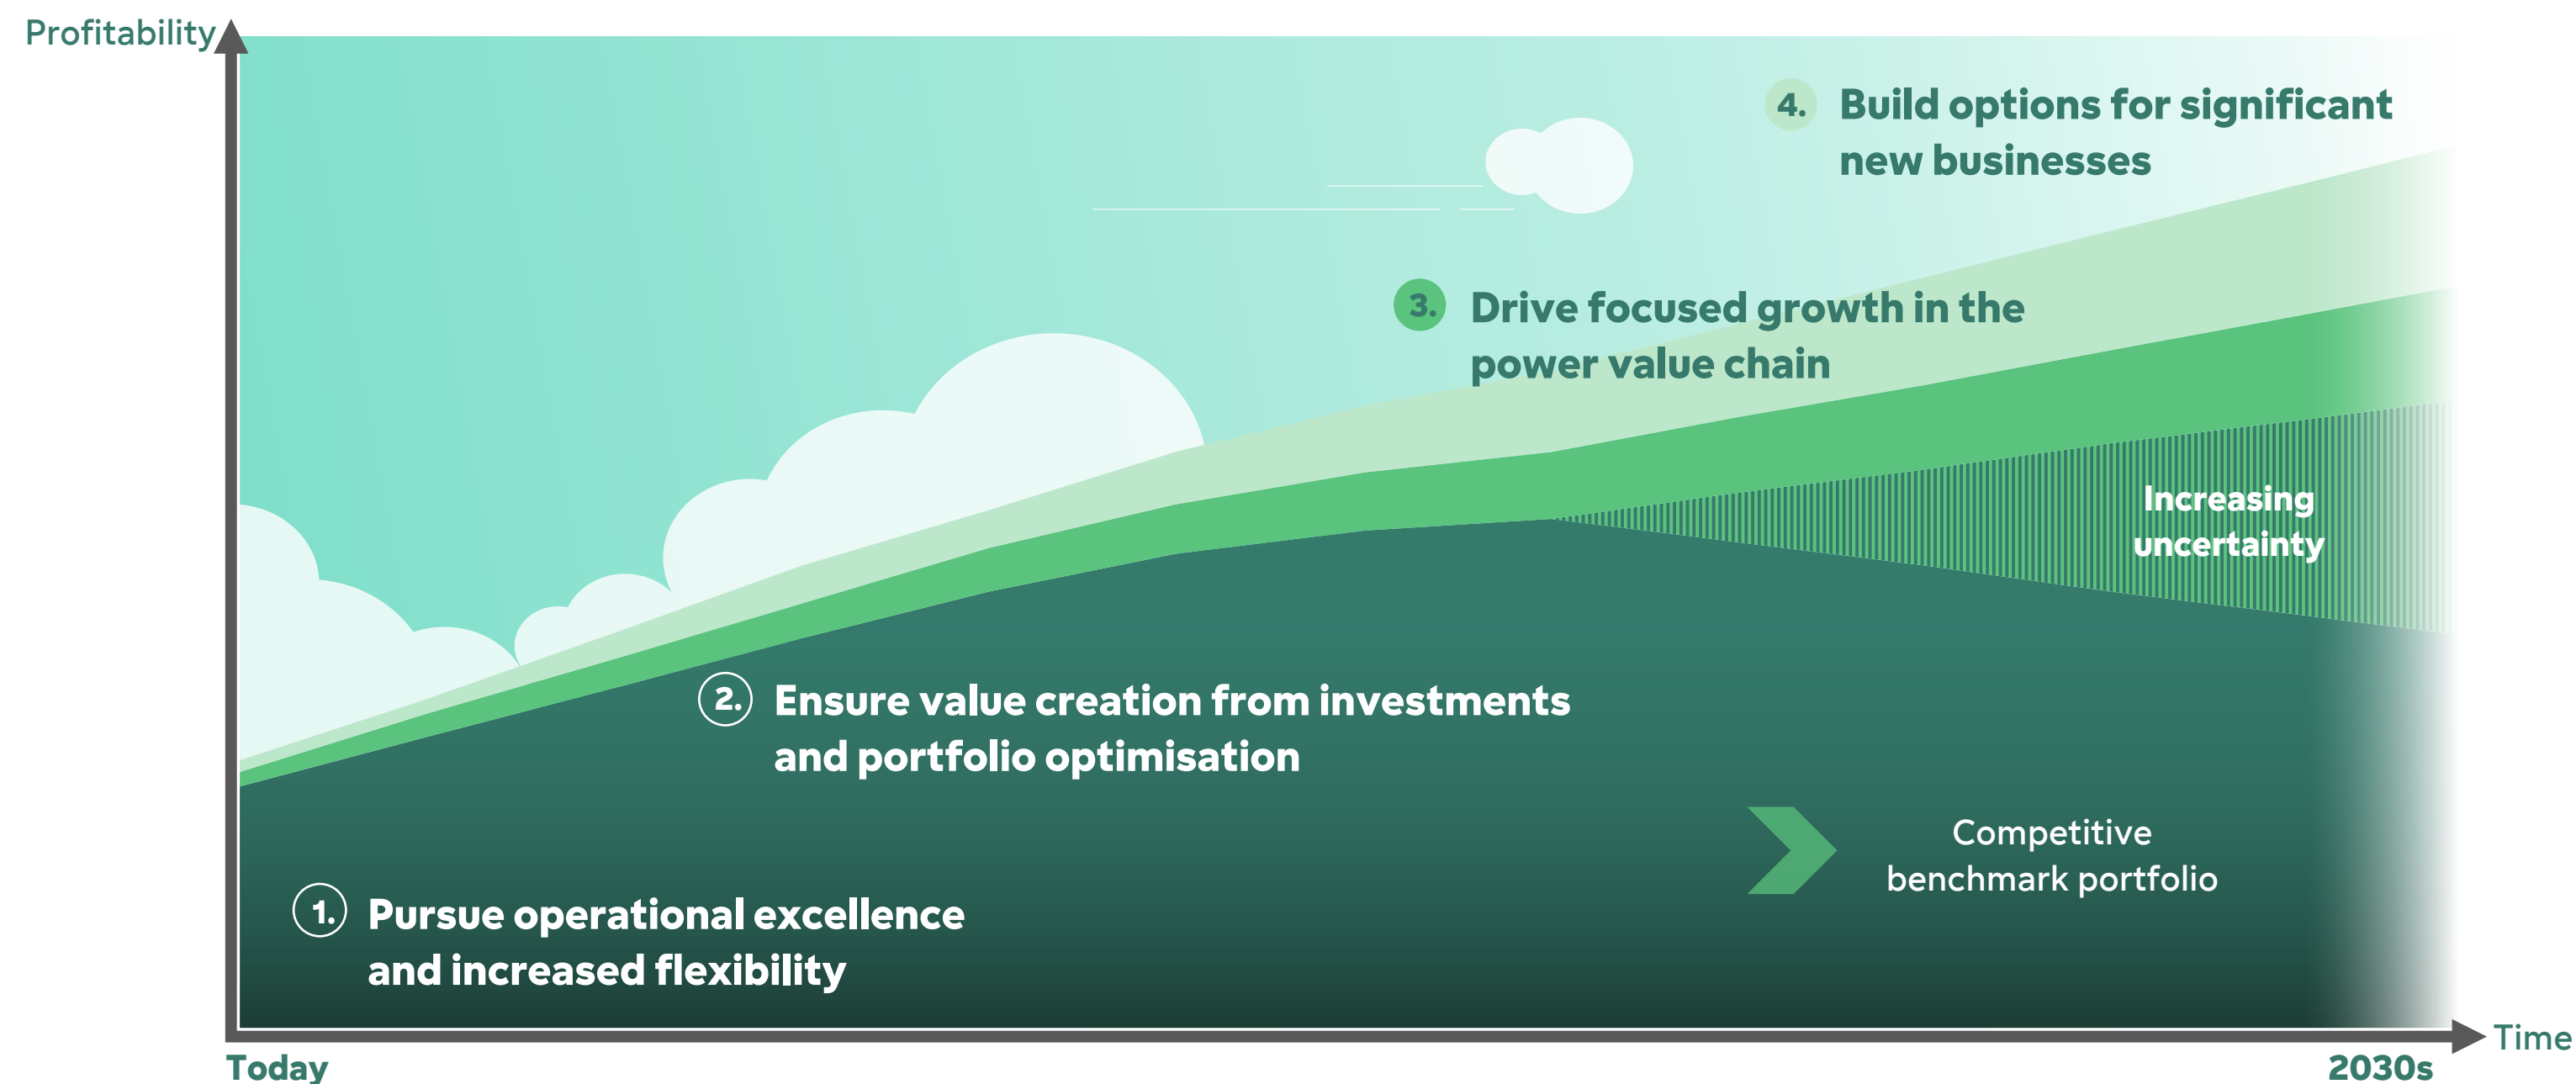 Profitability
4. Build options for significant
new businesses
3. Drive focused growth in the
power value chain
Increasing
uncertainty
2. Ensure value creation from investments
and portfolio optimisation
Competitive
benchmark portfolio
1. Pursue operational excellence
and increased flexibility
Time
Today
2030s